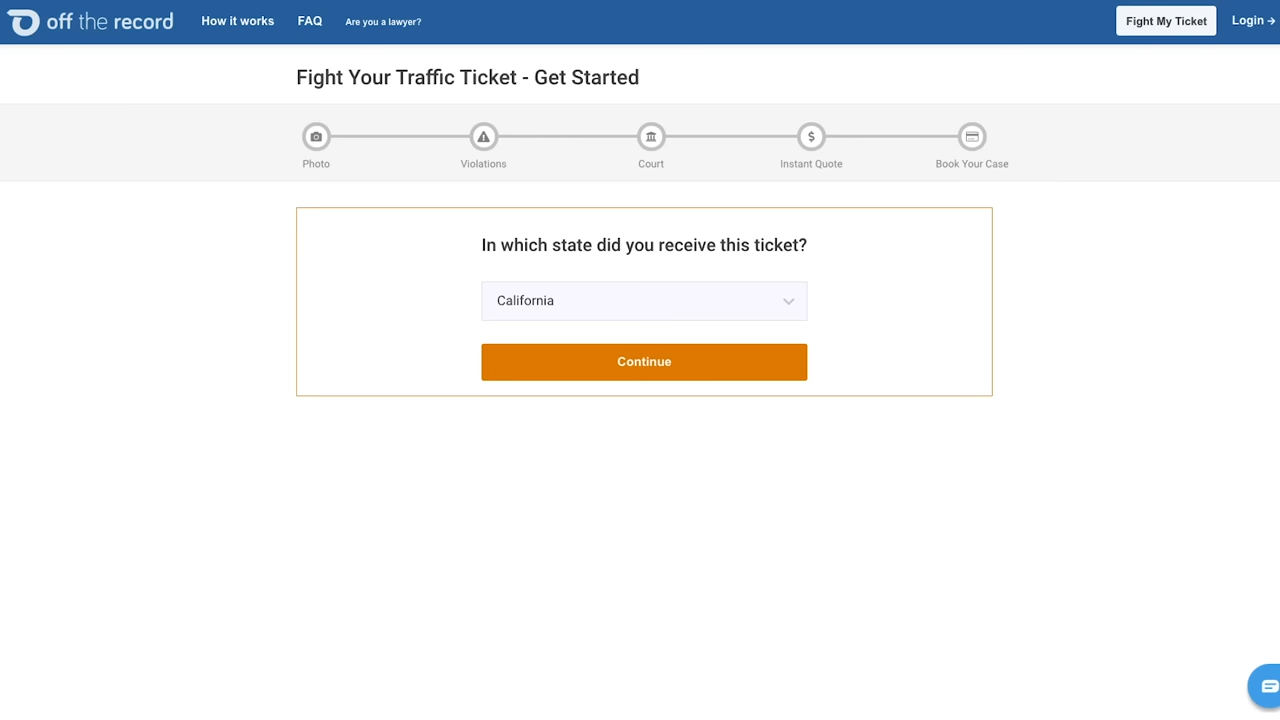 off the record How it works FAQ Are you a lawyer? Fight My Ticket Login →
Fight Your Traffic Ticket - Get Started
$
Photo Violations Court Instant Quote Book Your Case
In which state did you receive this ticket?
California
Continue